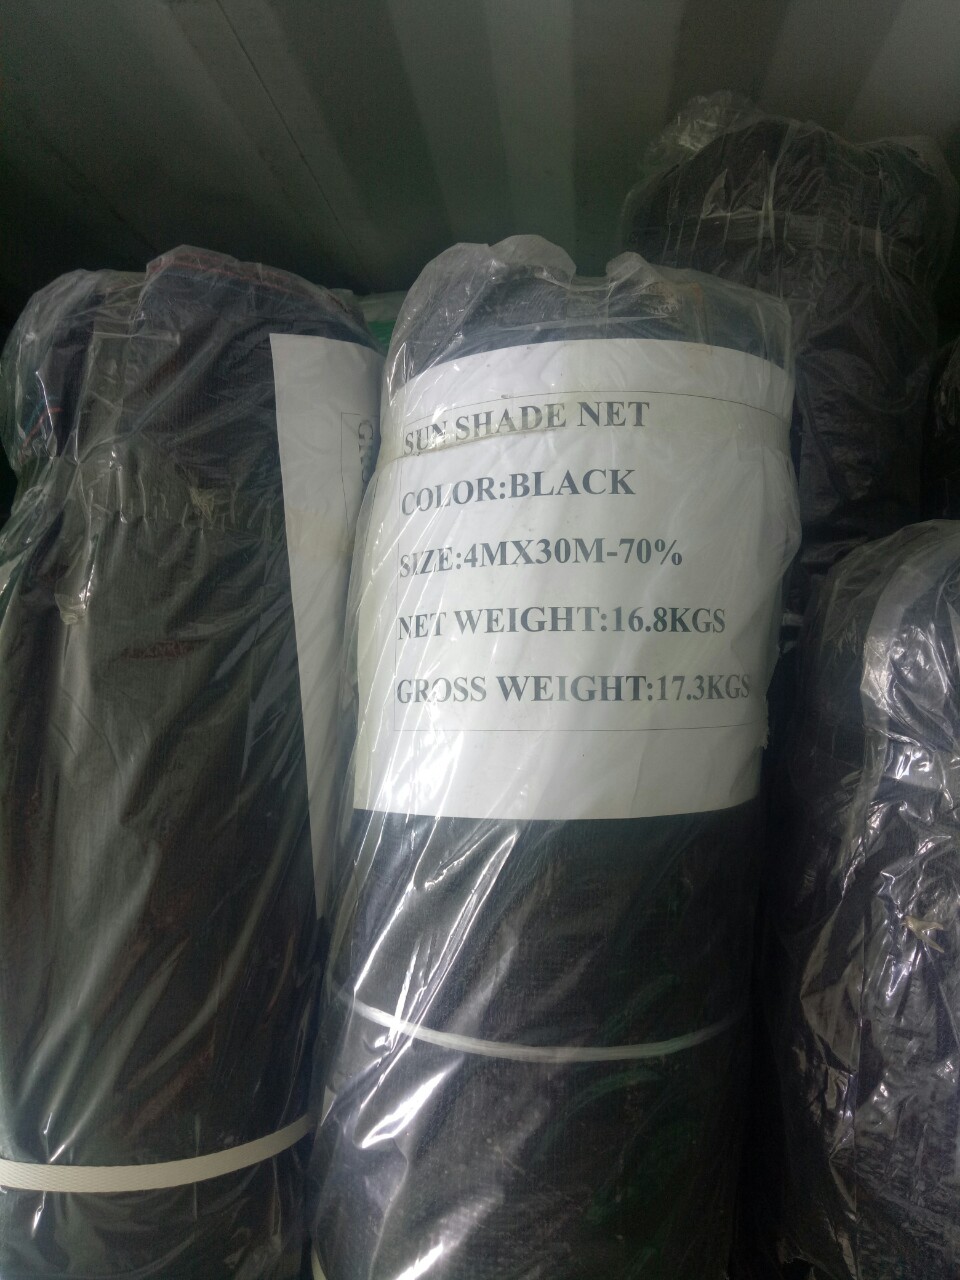 SUN SHADE NET
COLOR:BLACK
SIZE:4MX30M-70%
NET WEIGHT:16.8KGS
GROSS WEIGHT:17.3KGS